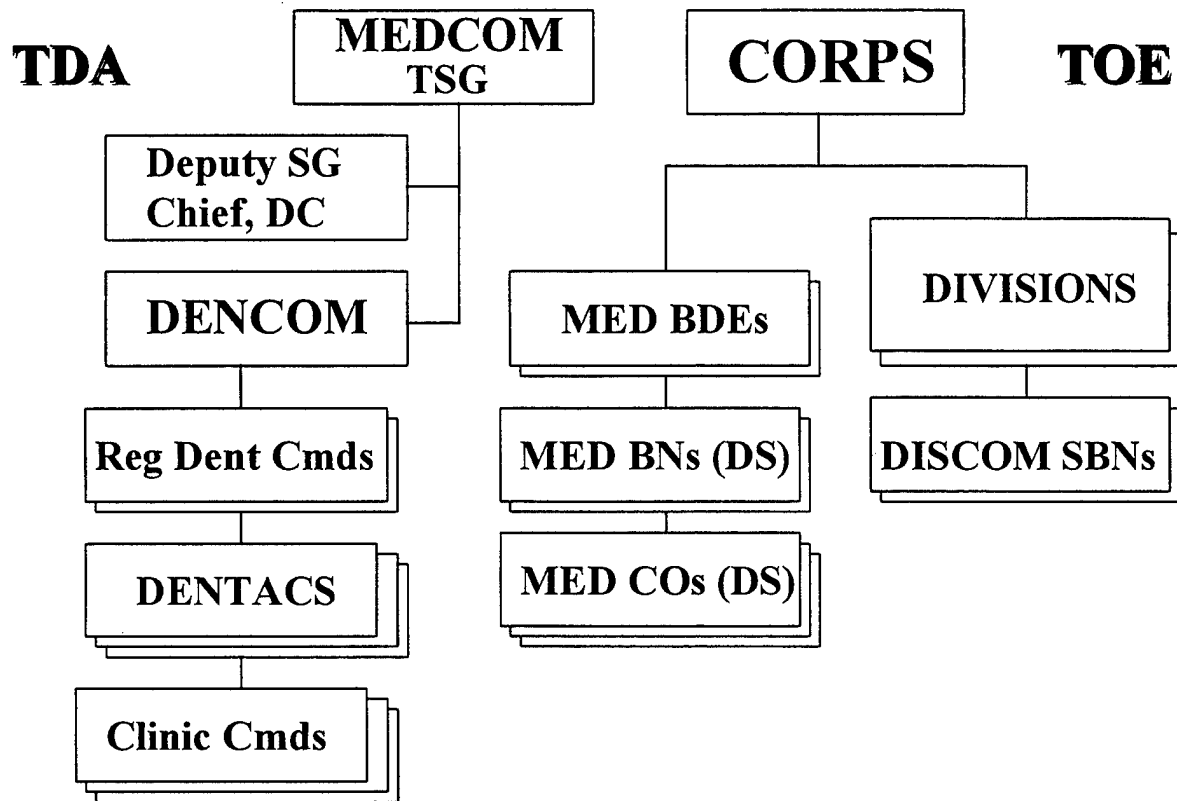 TDA
MEDCOM
TSG
Deputy SG
Chief, DC
DENCOM
Reg Dent Cmds
DENTACS
Clinic Cmds
CORPS
TOE
MED BDEs
MED BNs (DS)
MED COs (DS)
DIVISIONS
DISCOM SBNs